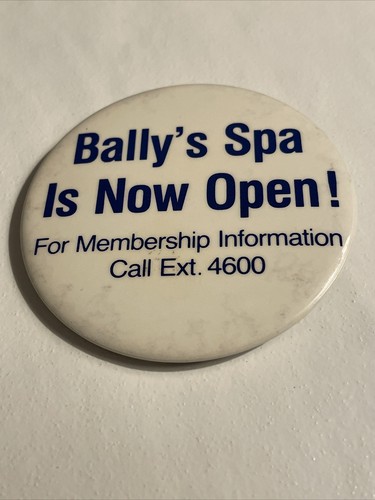 Bally's Spa
Is Now Open!
For Membership Information
Call Ext. 4600